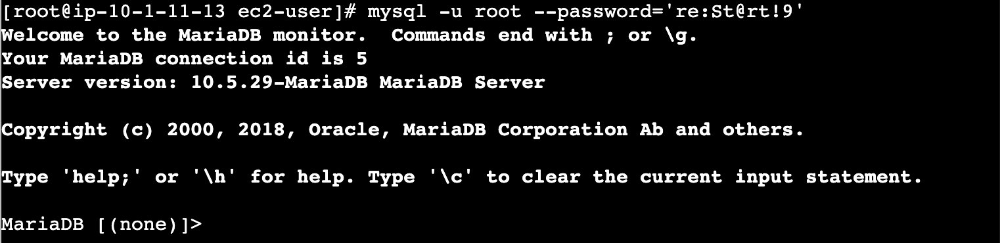 [root@ip-10-1-11-13 ec2-user]# mysql -u root --password='re:St@rt!9'
Welcome to the MariaDB monitor.  Commands end with ; or \g.
Your MariaDB connection id is 5
Server version: 10.5.29-MariaDB MariaDB Server

Copyright (c) 2000, 2018, Oracle, MariaDB Corporation Ab and others.

Type 'help;' or '\h' for help. Type '\c' to clear the current input statement.

MariaDB [(none)]>